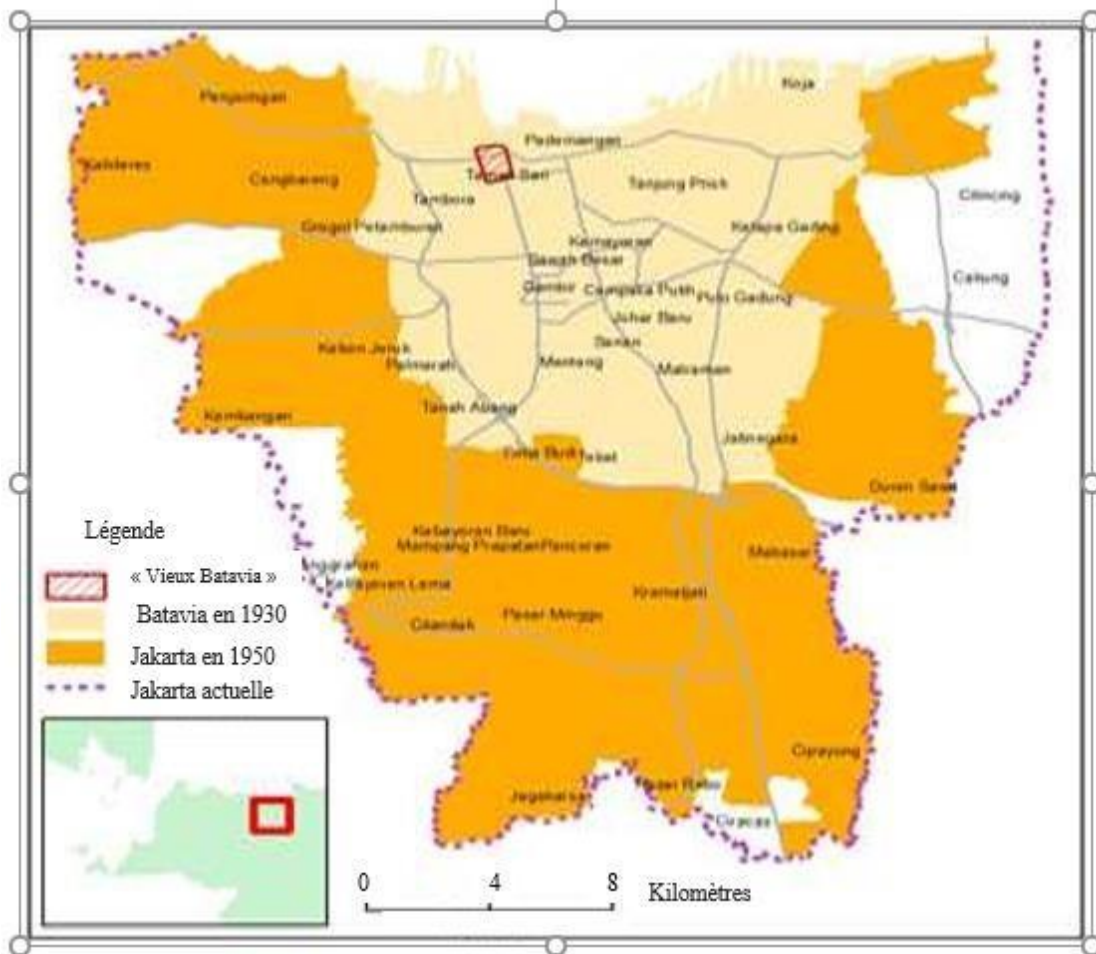 Koja
Penjaringan
Pademangan
Kalideres
Cengkareng
Tanjung Priok
Tambora
Cilincing
Grogol Petamburan
Kelapa Gading
Kemayoran
Sawah Besar
Cakung
Gambir
Cempaka Putih
Pulo Gadung
Johar Baru
Senen
Kebon Jeruk
Palmerah
Menteng
Matraman
Kembangan
Tanah Abang
Jatinegara
Tebet
Duren Sawit
Légende
Kebayoran Baru
Mampang Prapatan
Pancoran
Makasar
« Vieux Batavia »
Kebayoran Lama
Kramatjati
Batavia en 1930
Cilandak
Pasar Minggu
Jakarta en 1950
Jakarta actuelle
Cipayung
Pasar Rebo
Jagakarsa
Ciracas
0 4 8 Kilomètres